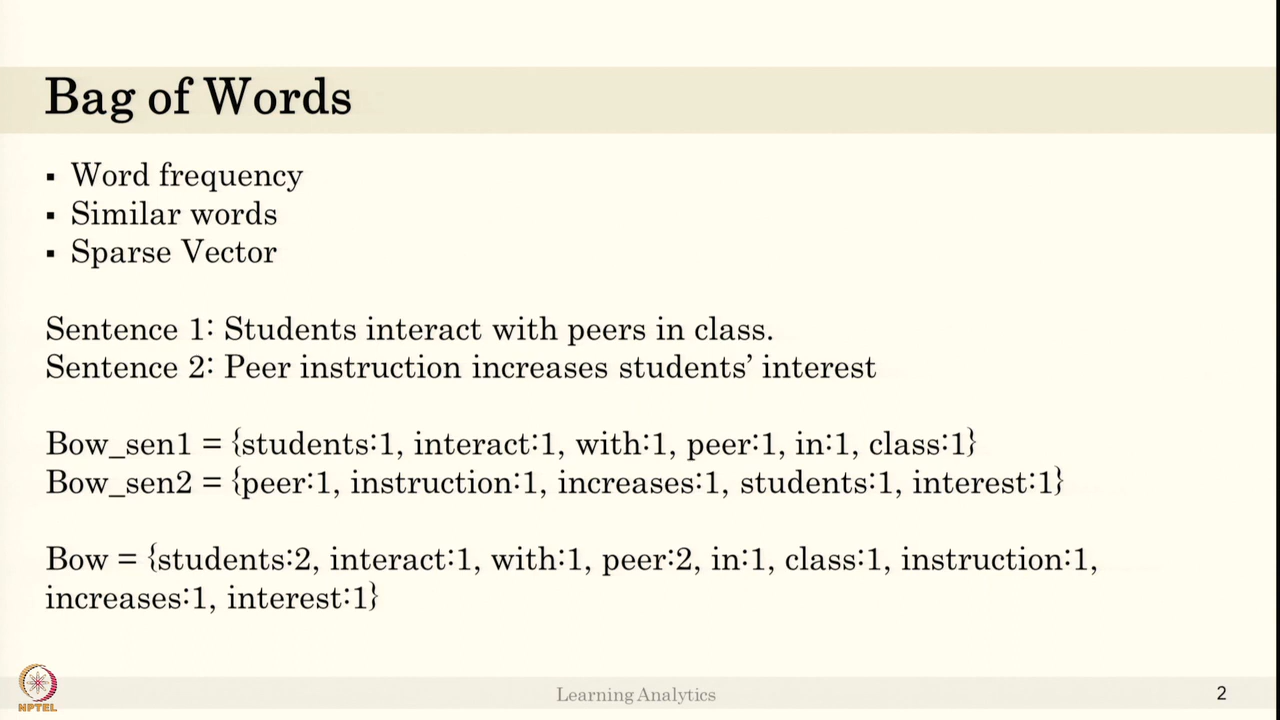 Bag of Words
▪ Word frequency
▪ Similar words
▪ Sparse Vector
Sentence 1: Students interact with peers in class.
Sentence 2: Peer instruction increases students’ interest
Bow_sen1 = {students:1, interact:1, with:1, peer:1, in:1, class:1}
Bow_sen2 = {peer:1, instruction:1, increases:1, students:1, interest:1}
Bow = {students:2, interact:1, with:1, peer:2, in:1, class:1, instruction:1,
increases:1, interest:1}
NPTEL
Learning Analytics
2